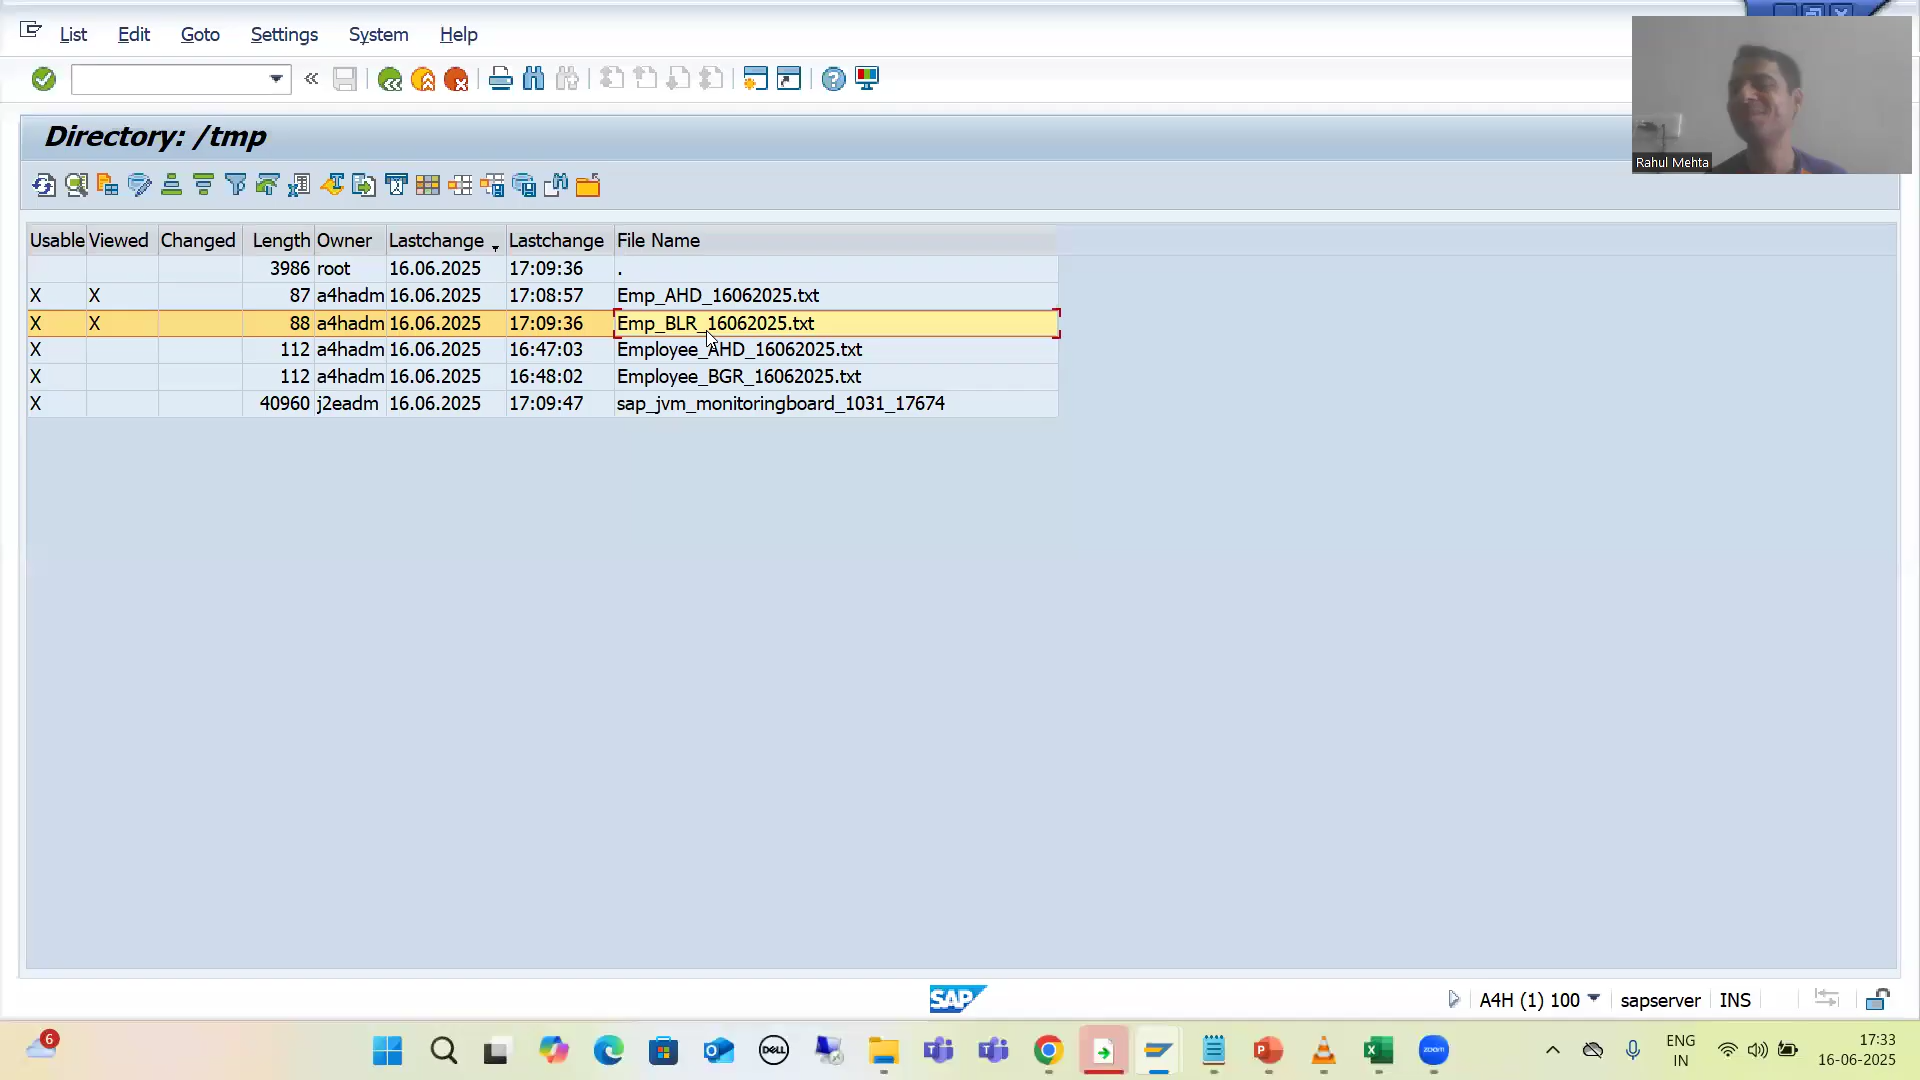 List Edit Goto Settings System Help
Rahul Mehta
Directory: /tmp
Usable Viewed Changed Length Owner Lastchange Lastchange File Name
3986 root 16.06.2025 17:09:36 .
X X 87 a4hadm 16.06.2025 17:08:57 Emp_AHD_16062025.txt
X X 88 a4hadm 16.06.2025 17:09:36 Emp_BLR_16062025.txt
X 112 a4hadm 16.06.2025 16:47:03 Employee_AHD_16062025.txt
X 112 a4hadm 16.06.2025 16:48:02 Employee_BGR_16062025.txt
X 40960 j2eadm 16.06.2025 17:09:47 sap_jvm_monitoringboard_1031_17674
SAP
A4H (1) 100 sapserver INS
6
DELL
zoom
ENG
IN
17:33
16-06-2025